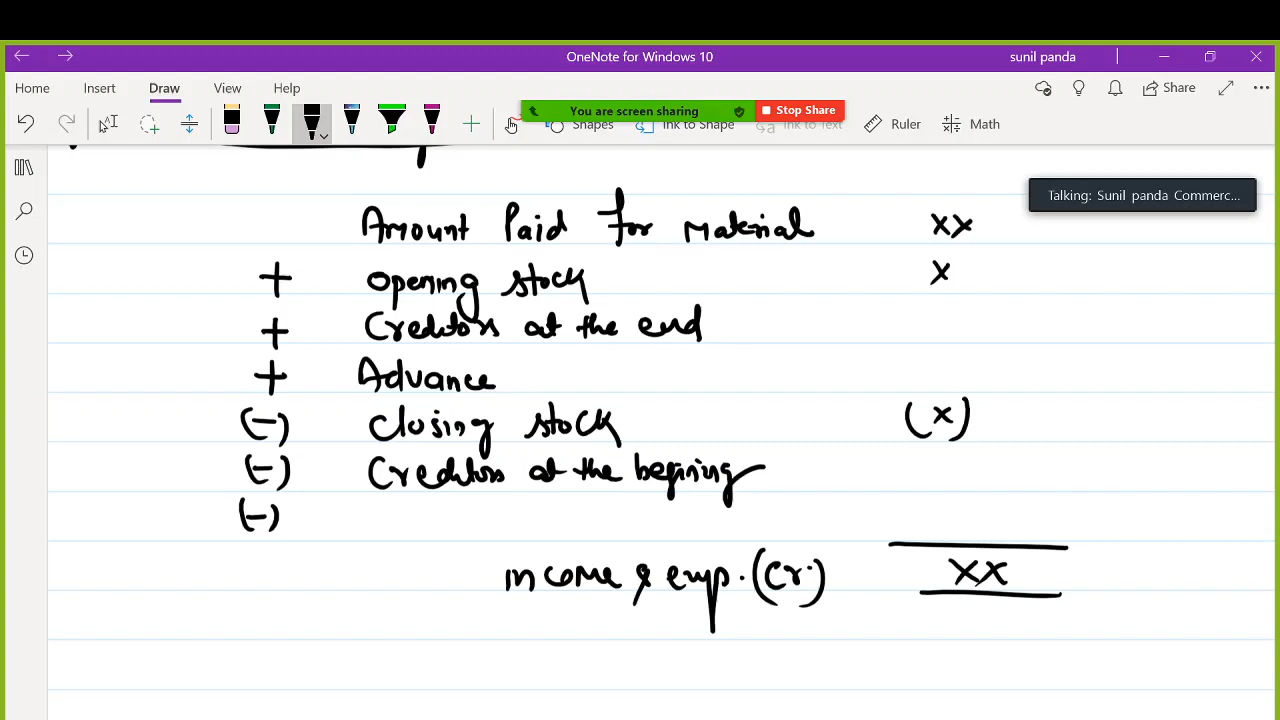 OneNote for Windows 10
sunil panda
Home Insert Draw View Help
Share
You are screen sharing
Stop Share
Shapes Ink to Shape Ink to Text Ruler Math
Talking: Sunil panda Commerc...
Amount Paid for Material xx
+ Opening stock x
+ Creditors at the end
+ Advance
(-) Closing stock (x)
(-) Creditors at the begining
(-)
income & exp. (Cr.) xx